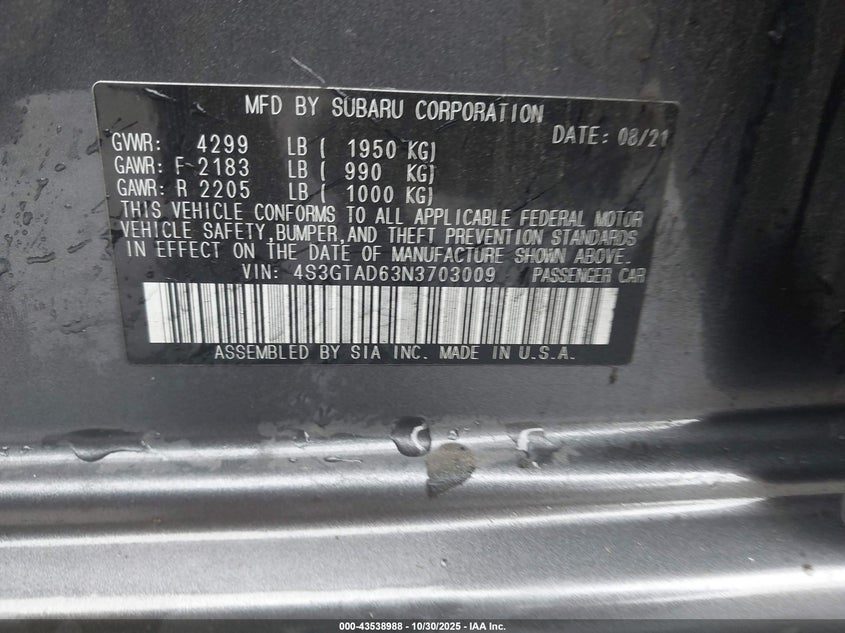 MFD BY SUBARU CORPORATION
DATE: 08/21
GVWR: 4299 LB ( 1950 KG)
GAWR: F 2183 LB ( 990 KG)
GAWR: R 2205 LB ( 1000 KG)
THIS VEHICLE CONFORMS TO ALL APPLICABLE FEDERAL MOTOR
VEHICLE SAFETY,BUMPER,AND THEFT PREVENTION STANDARDS
IN EFFECT ON THE DATE OF MANUFACTURE SHOWN ABOVE.
VIN: 4S3GTAD63N3703009 PASSENGER CAR
ASSEMBLED BY SIA INC. MADE IN U.S.A.
000-43538988 - 10/30/2025 - IAA Inc.